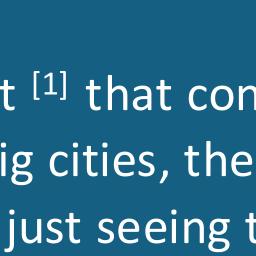 t [1] that con
ig cities, the
just seeing t